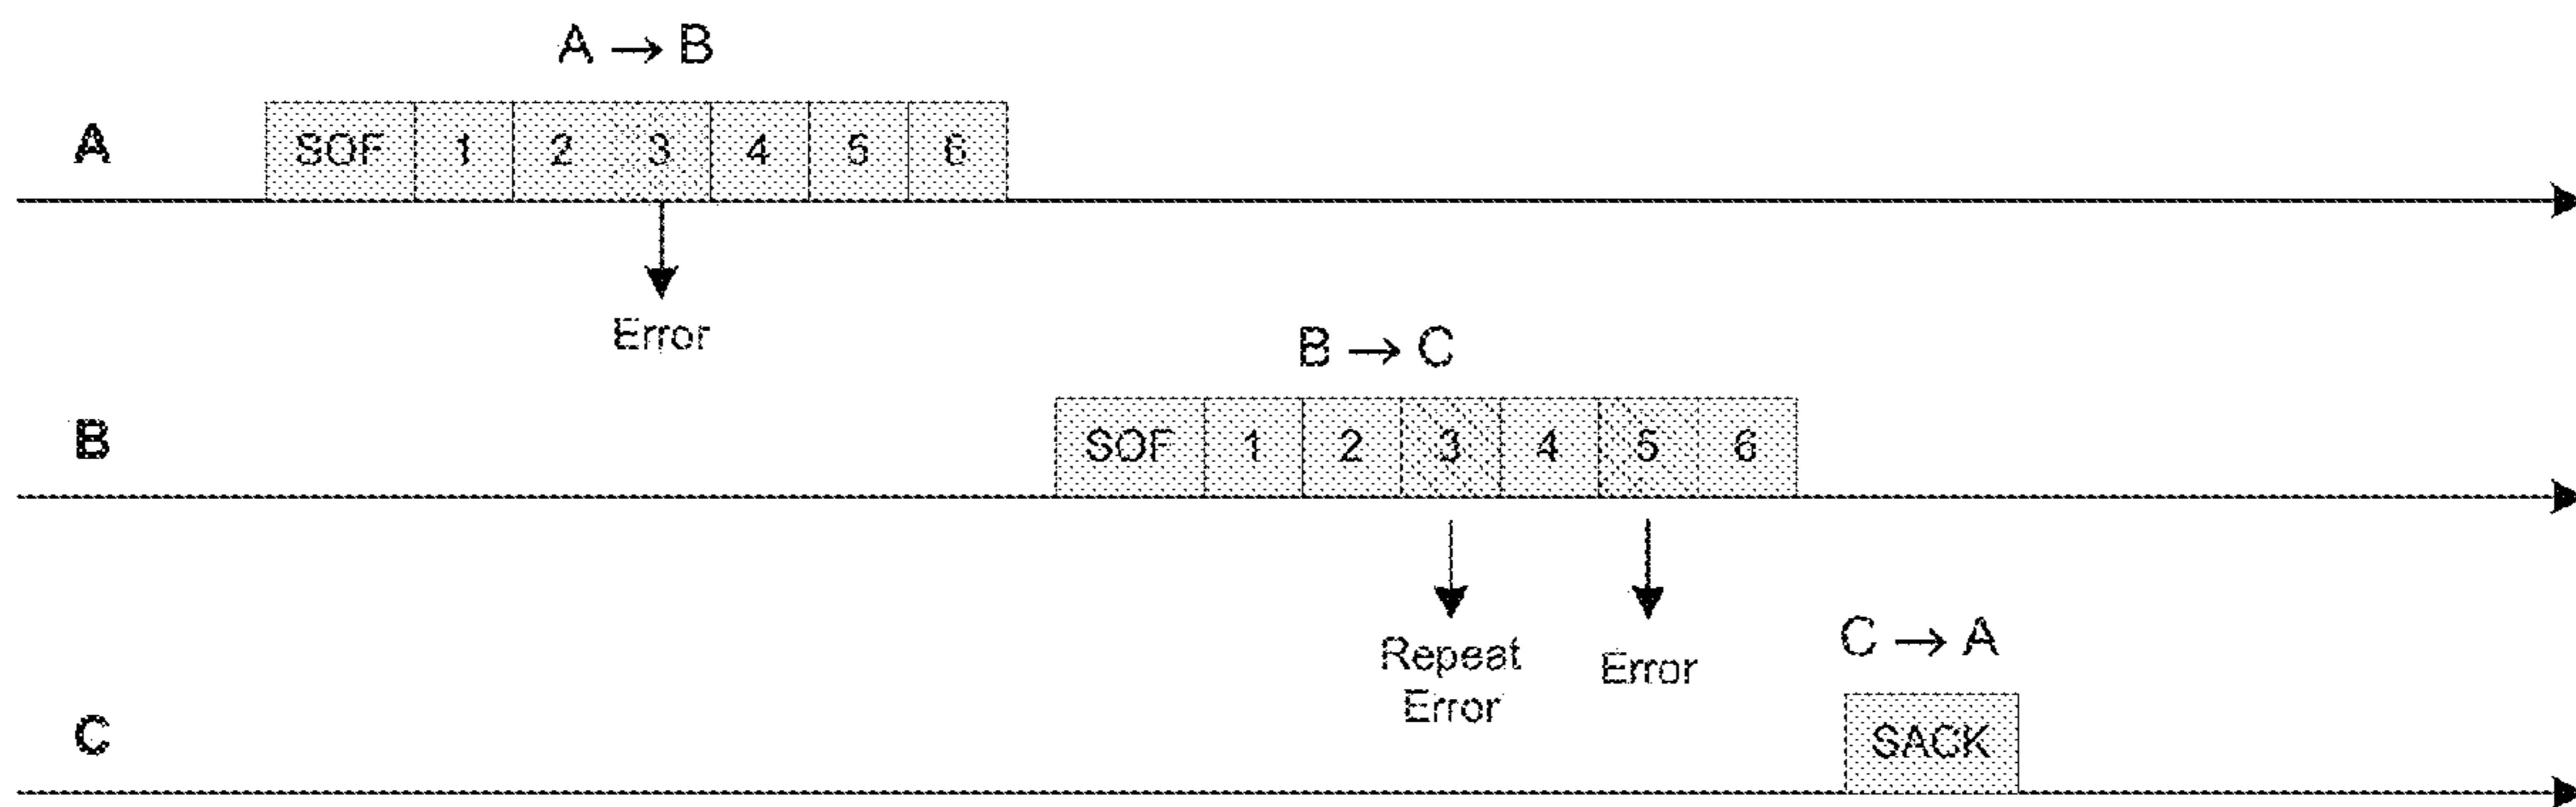 A → B
A
SOF 1 2 3 4 5 6
Error
B → C
B
SOF 1 2 3 4 5 6
Repeat
Error
Error
C → A
C
SACK